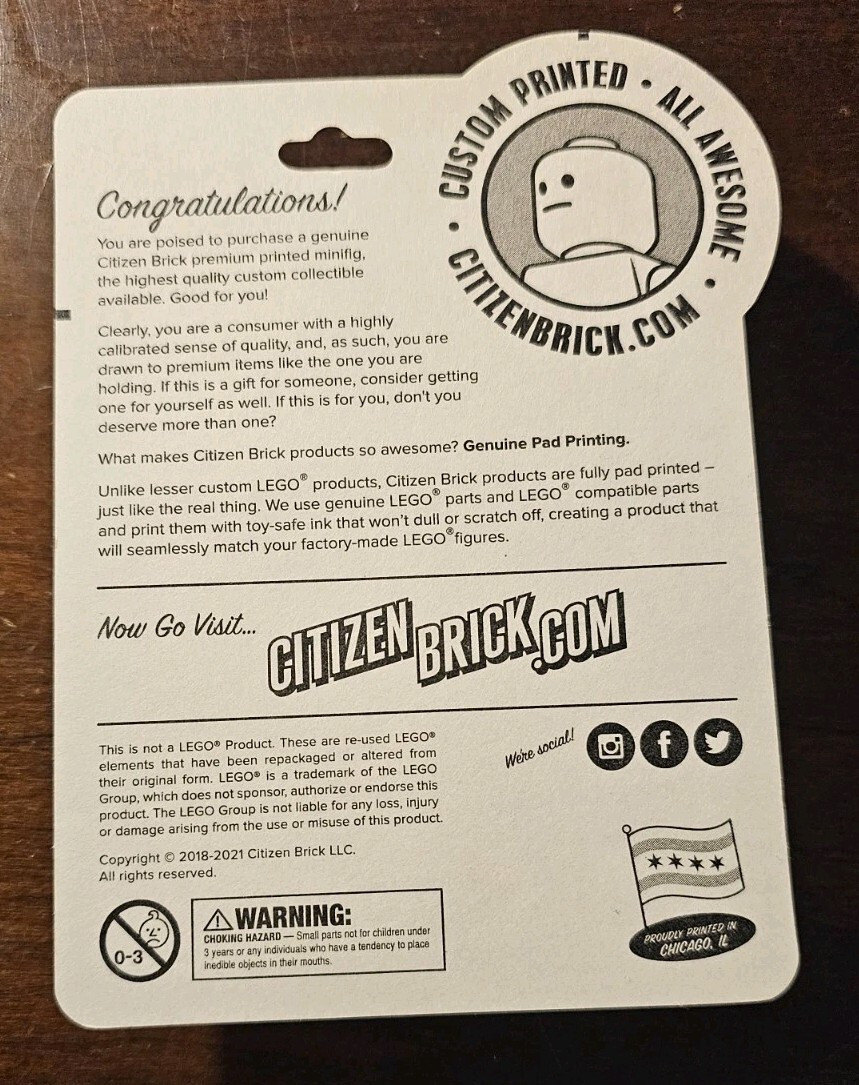 CUSTOM PRINTED • ALL AWESOME • CITIZENBRICK.COM •
Congratulations!
You are poised to purchase a genuine
Citizen Brick premium printed minifig,
the highest quality custom collectible
available. Good for you!
Clearly, you are a consumer with a highly
calibrated sense of quality, and, as such, you are
drawn to premium items like the one you are
holding. If this is a gift for someone, consider getting
one for yourself as well. If this is for you, don't you
deserve more than one?
What makes Citizen Brick products so awesome? Genuine Pad Printing.
Unlike lesser custom LEGO® products, Citizen Brick products are fully pad printed –
just like the real thing. We use genuine LEGO® parts and LEGO® compatible parts
and print them with toy-safe ink that won't dull or scratch off, creating a product that
will seamlessly match your factory-made LEGO® figures.
Now Go Visit...
CITIZEN BRICK.COM
This is not a LEGO® Product. These are re-used LEGO®
elements that have been repackaged or altered from
their original form. LEGO® is a trademark of the LEGO
Group, which does not sponsor, authorize or endorse this
product. The LEGO Group is not liable for any loss, injury
or damage arising from the use or misuse of this product.
We're social!
Copyright © 2018-2021 Citizen Brick LLC.
All rights reserved.
0-3
WARNING:
CHOKING HAZARD — Small parts not for children under
3 years or any individuals who have a tendency to place
inedible objects in their mouths.
PROUDLY PRINTED IN
CHICAGO, IL